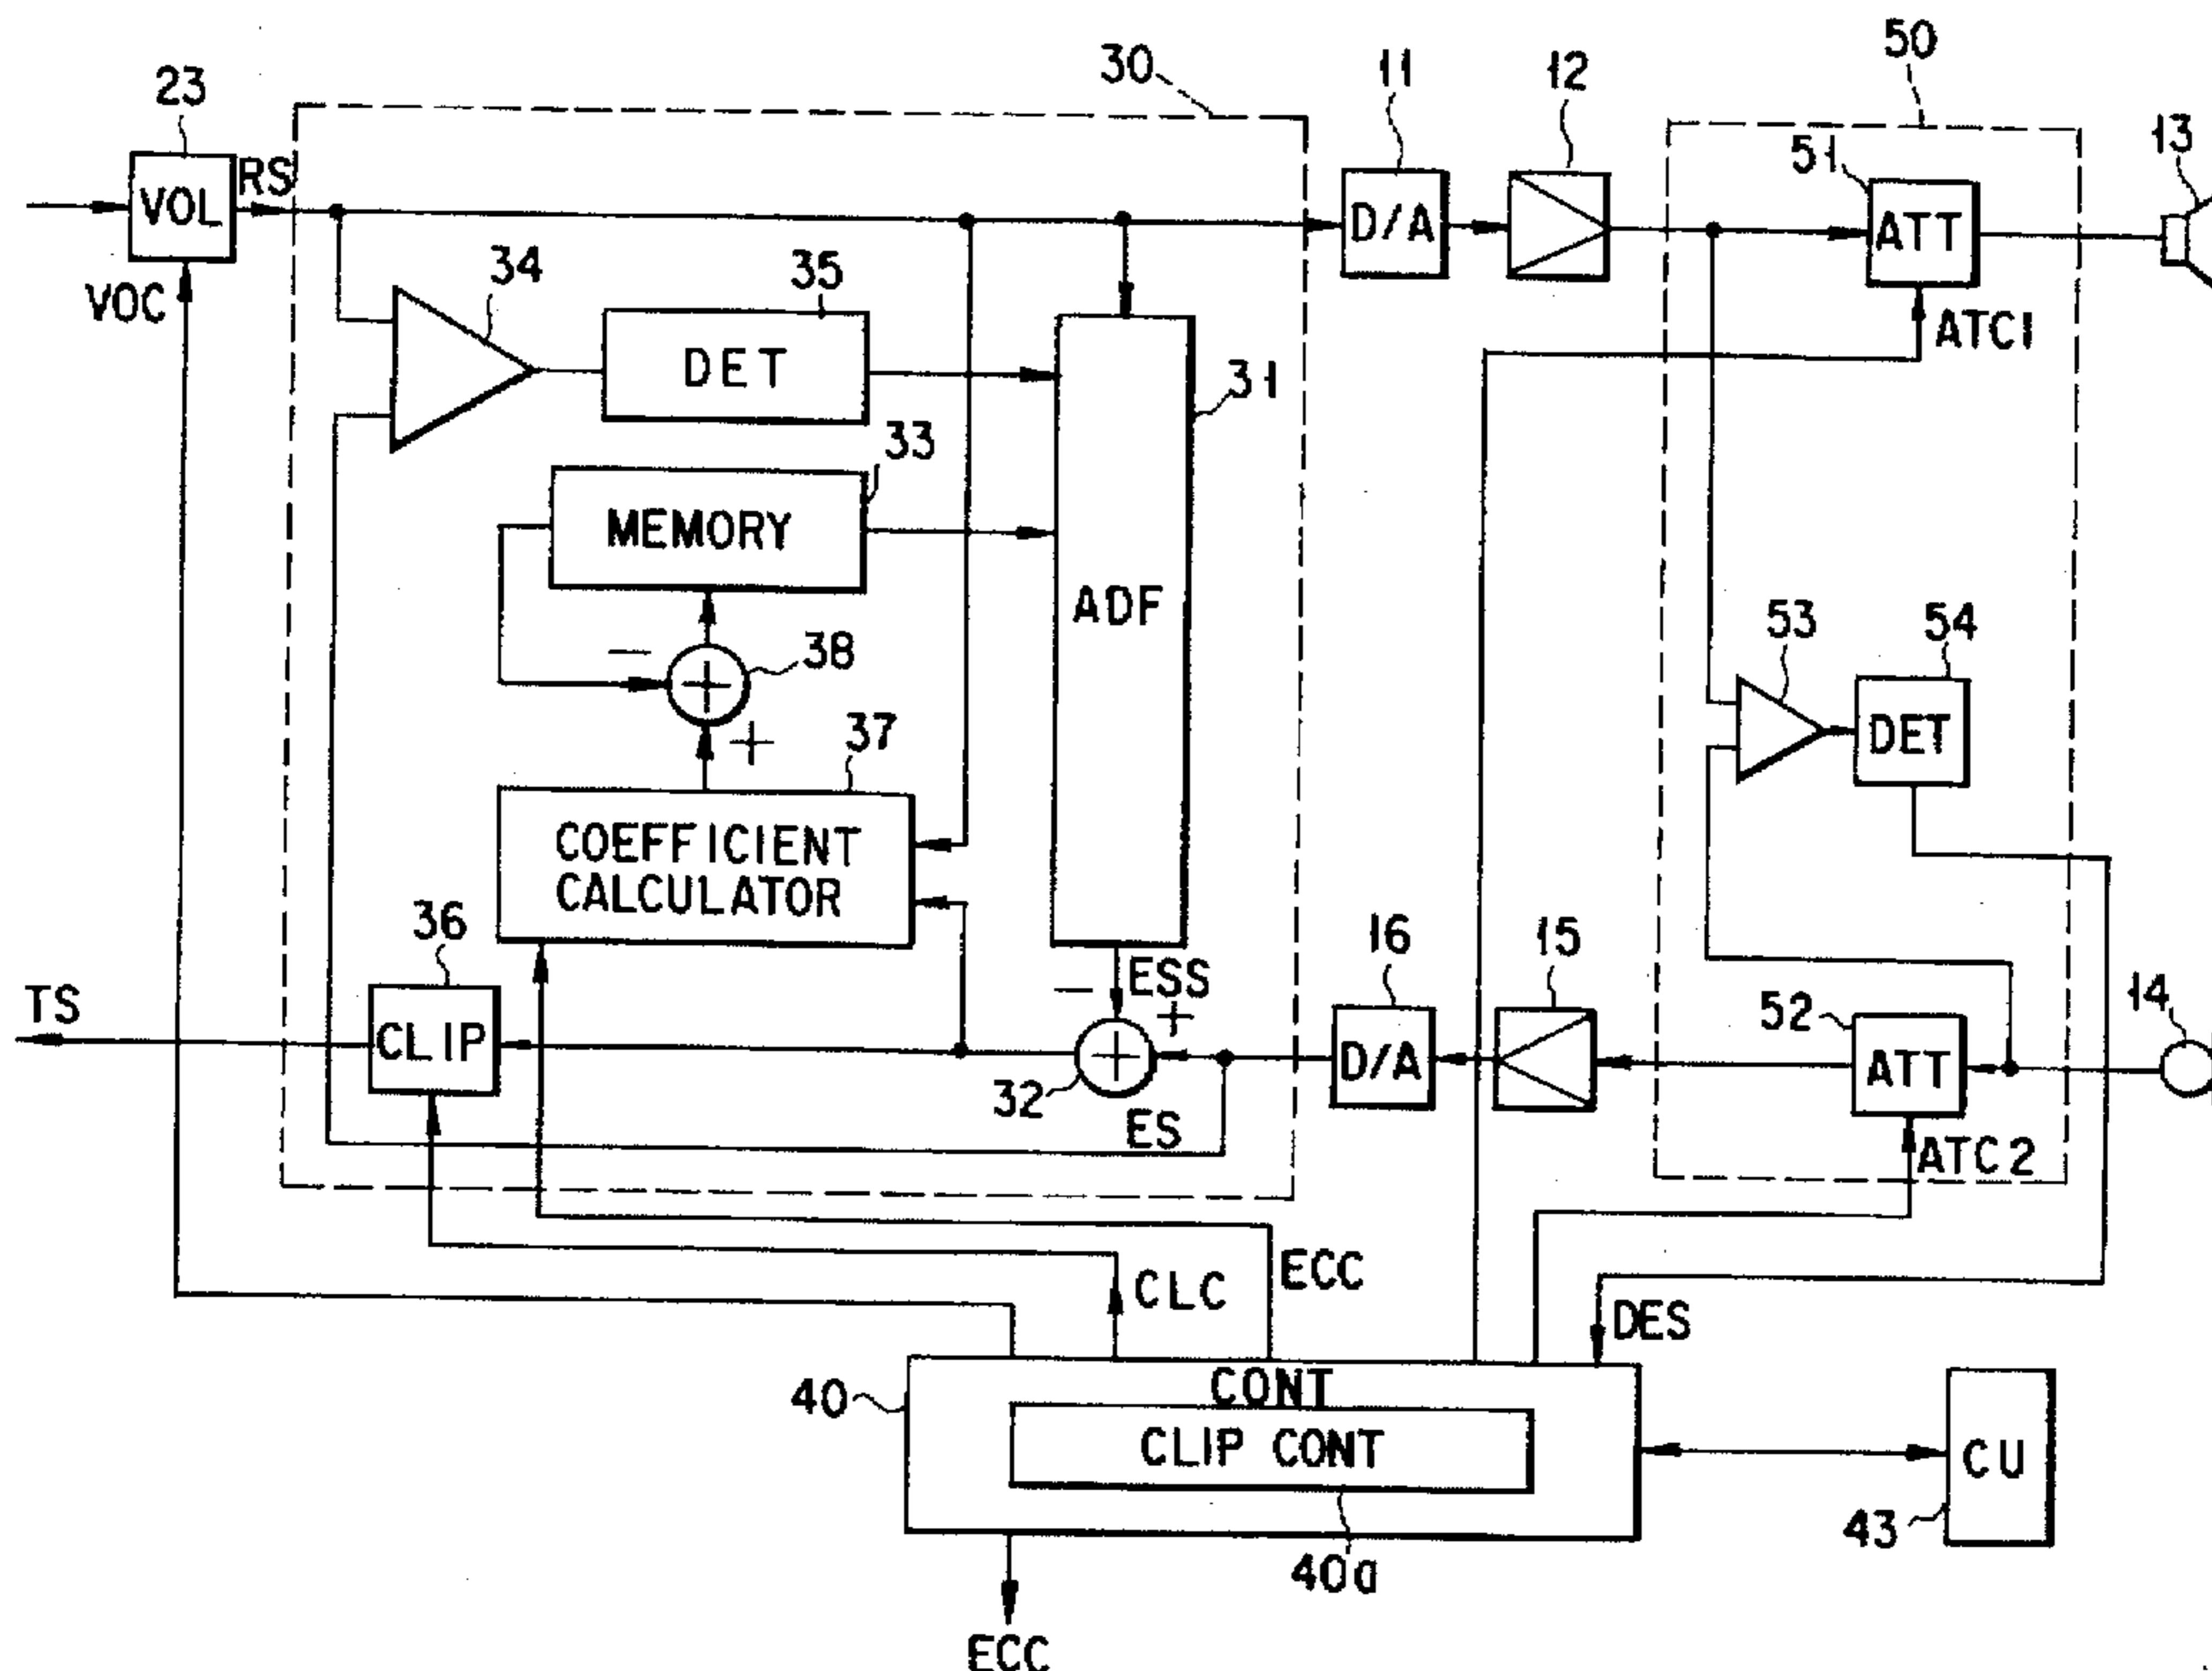 30
11
12
50
23
51
13
RS
VOL
D/A
ATT
VOC
34
35
ATC1
DET
31
33
MEMORY
ADF
53
54
38
−
+
37
DET
COEFFICIENT
CALCULATOR
36
16
15
ESS
−
+
TS
52
14
CLIP
D/A
ATT
32
ES
ATC2
ECC
CLC
DES
40
CONT
CLIP CONT
CU
43
40a
ECC